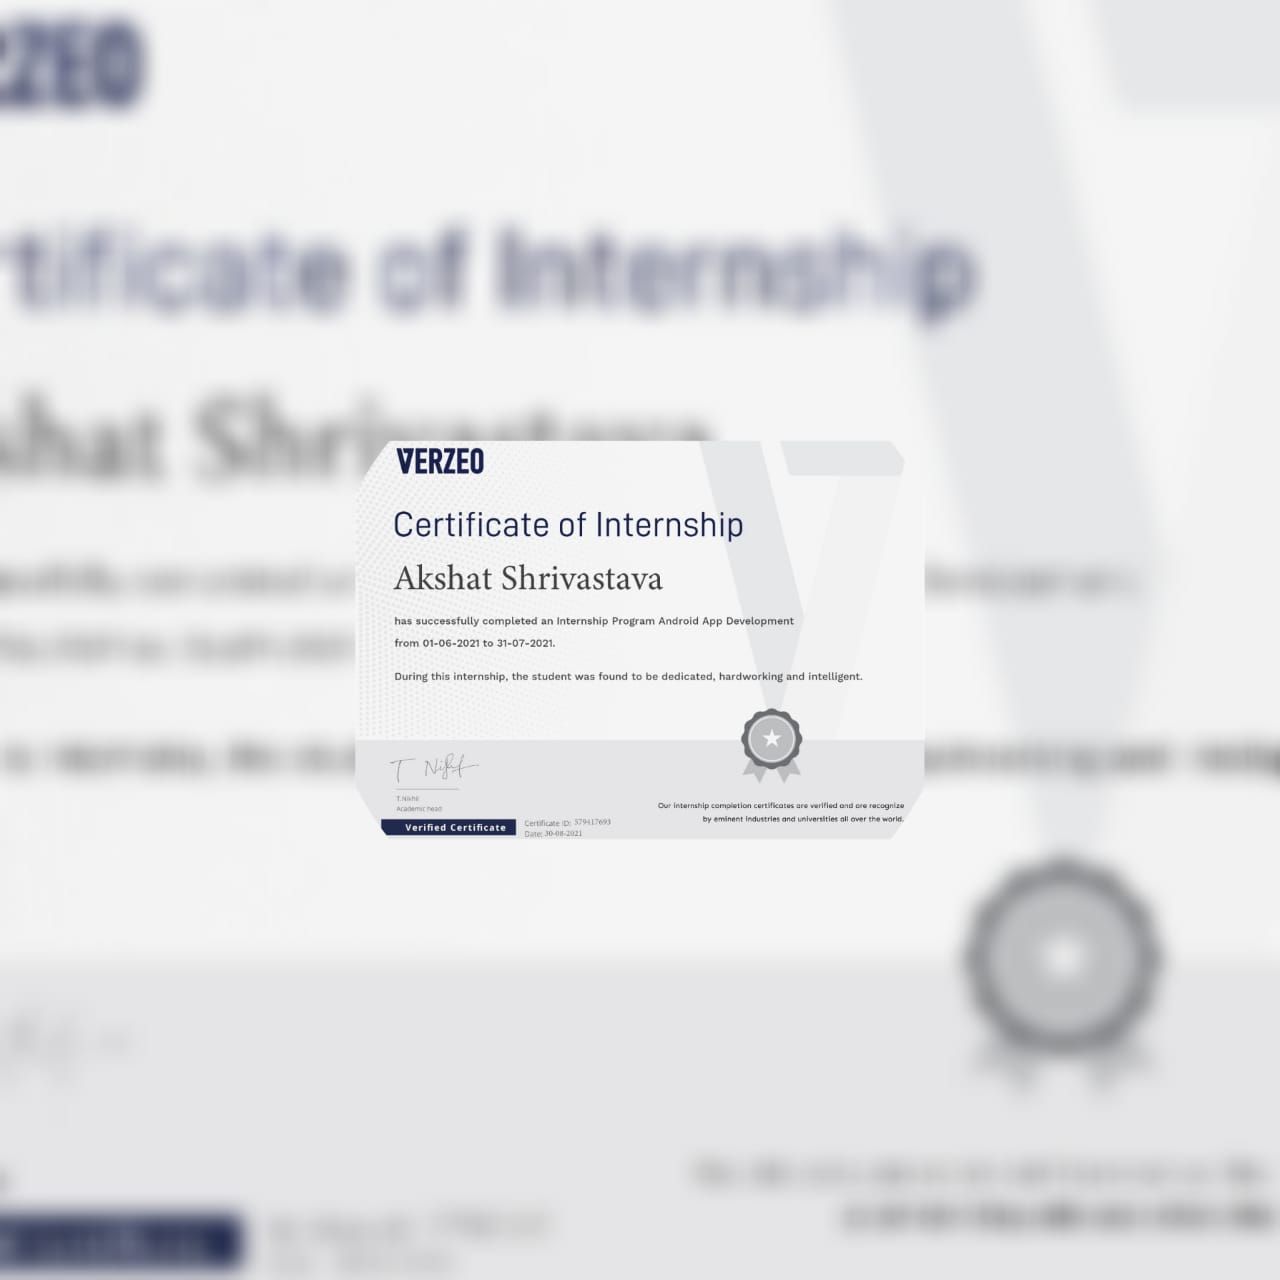 VERZEO
Certificate of Internship
Akshat Shrivastava
has successfully completed an Internship Program Android App Development
from 01-06-2021 to 31-07-2021.
During this internship, the student was found to be dedicated, hardworking and intelligent.
T Nikhil
T.Nikhil
Academic head
Verified Certificate
Certificate ID: 579417693
Date: 30-08-2021
Our internship completion certificates are verified and are recognize
by eminent industries and universities all over the world.